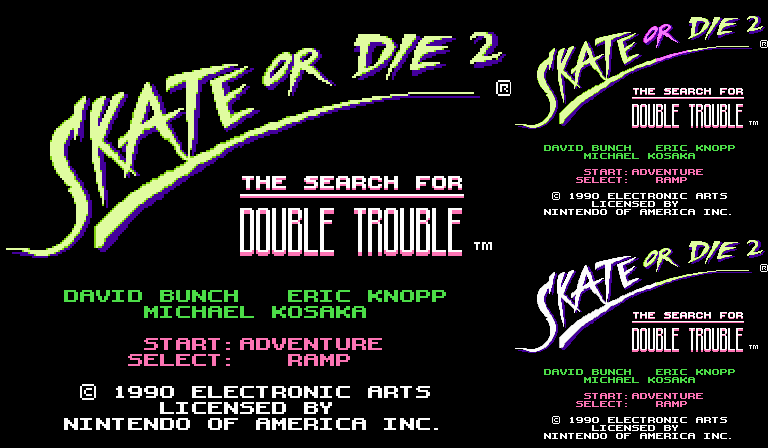 SKATE OR DIE 2 ®
THE SEARCH FOR
DOUBLE TROUBLE ™
DAVID BUNCH ERIC KNOPP
MICHAEL KOSAKA
START: ADVENTURE
SELECT: RAMP
© 1990 ELECTRONIC ARTS
LICENSED BY
NINTENDO OF AMERICA INC.
SKATE OR DIE 2 ®
THE SEARCH FOR
DOUBLE TROUBLE ™
DAVID BUNCH ERIC KNOPP
MICHAEL KOSAKA
START: ADVENTURE
SELECT: RAMP
© 1990 ELECTRONIC ARTS
LICENSED BY
NINTENDO OF AMERICA INC.
SKATE OR DIE 2 ®
THE SEARCH FOR
DOUBLE TROUBLE ™
DAVID BUNCH ERIC KNOPP
MICHAEL KOSAKA
START: ADVENTURE
SELECT: RAMP
© 1990 ELECTRONIC ARTS
LICENSED BY
NINTENDO OF AMERICA INC.